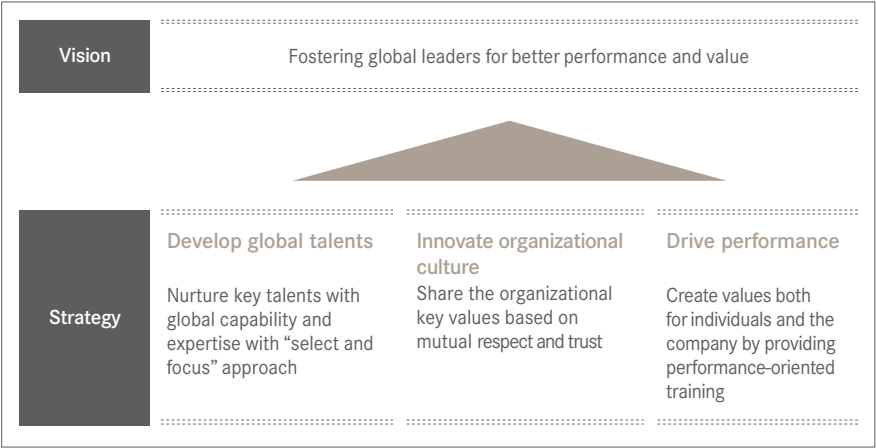 Vision
Fostering global leaders for better performance and value
Strategy
Develop global talents
Nurture key talents with
global capability and
expertise with “select and
focus” approach
Innovate organizational
culture
Share the organizational
key values based on
mutual respect and trust
Drive performance
Create values both
for individuals and the
company by providing
performance-oriented
training